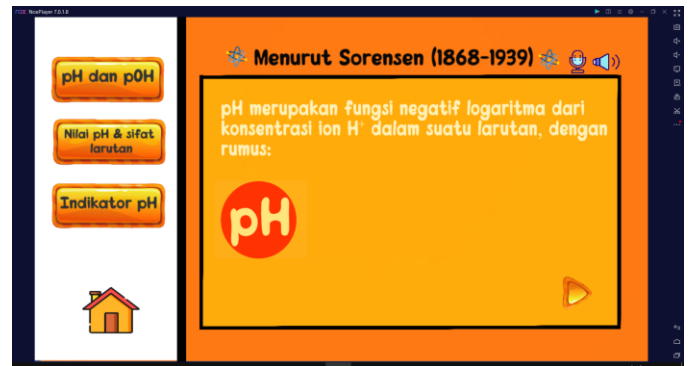 NoxPlayer 7.0.1.8
pH dan pOH
Nilai pH & sifat
larutan
Indikator pH
Menurut Sorensen (1868-1939)
pH merupakan fungsi negatif logaritma dari
konsentrasi ion H⁺ dalam suatu larutan, dengan
rumus:
pH